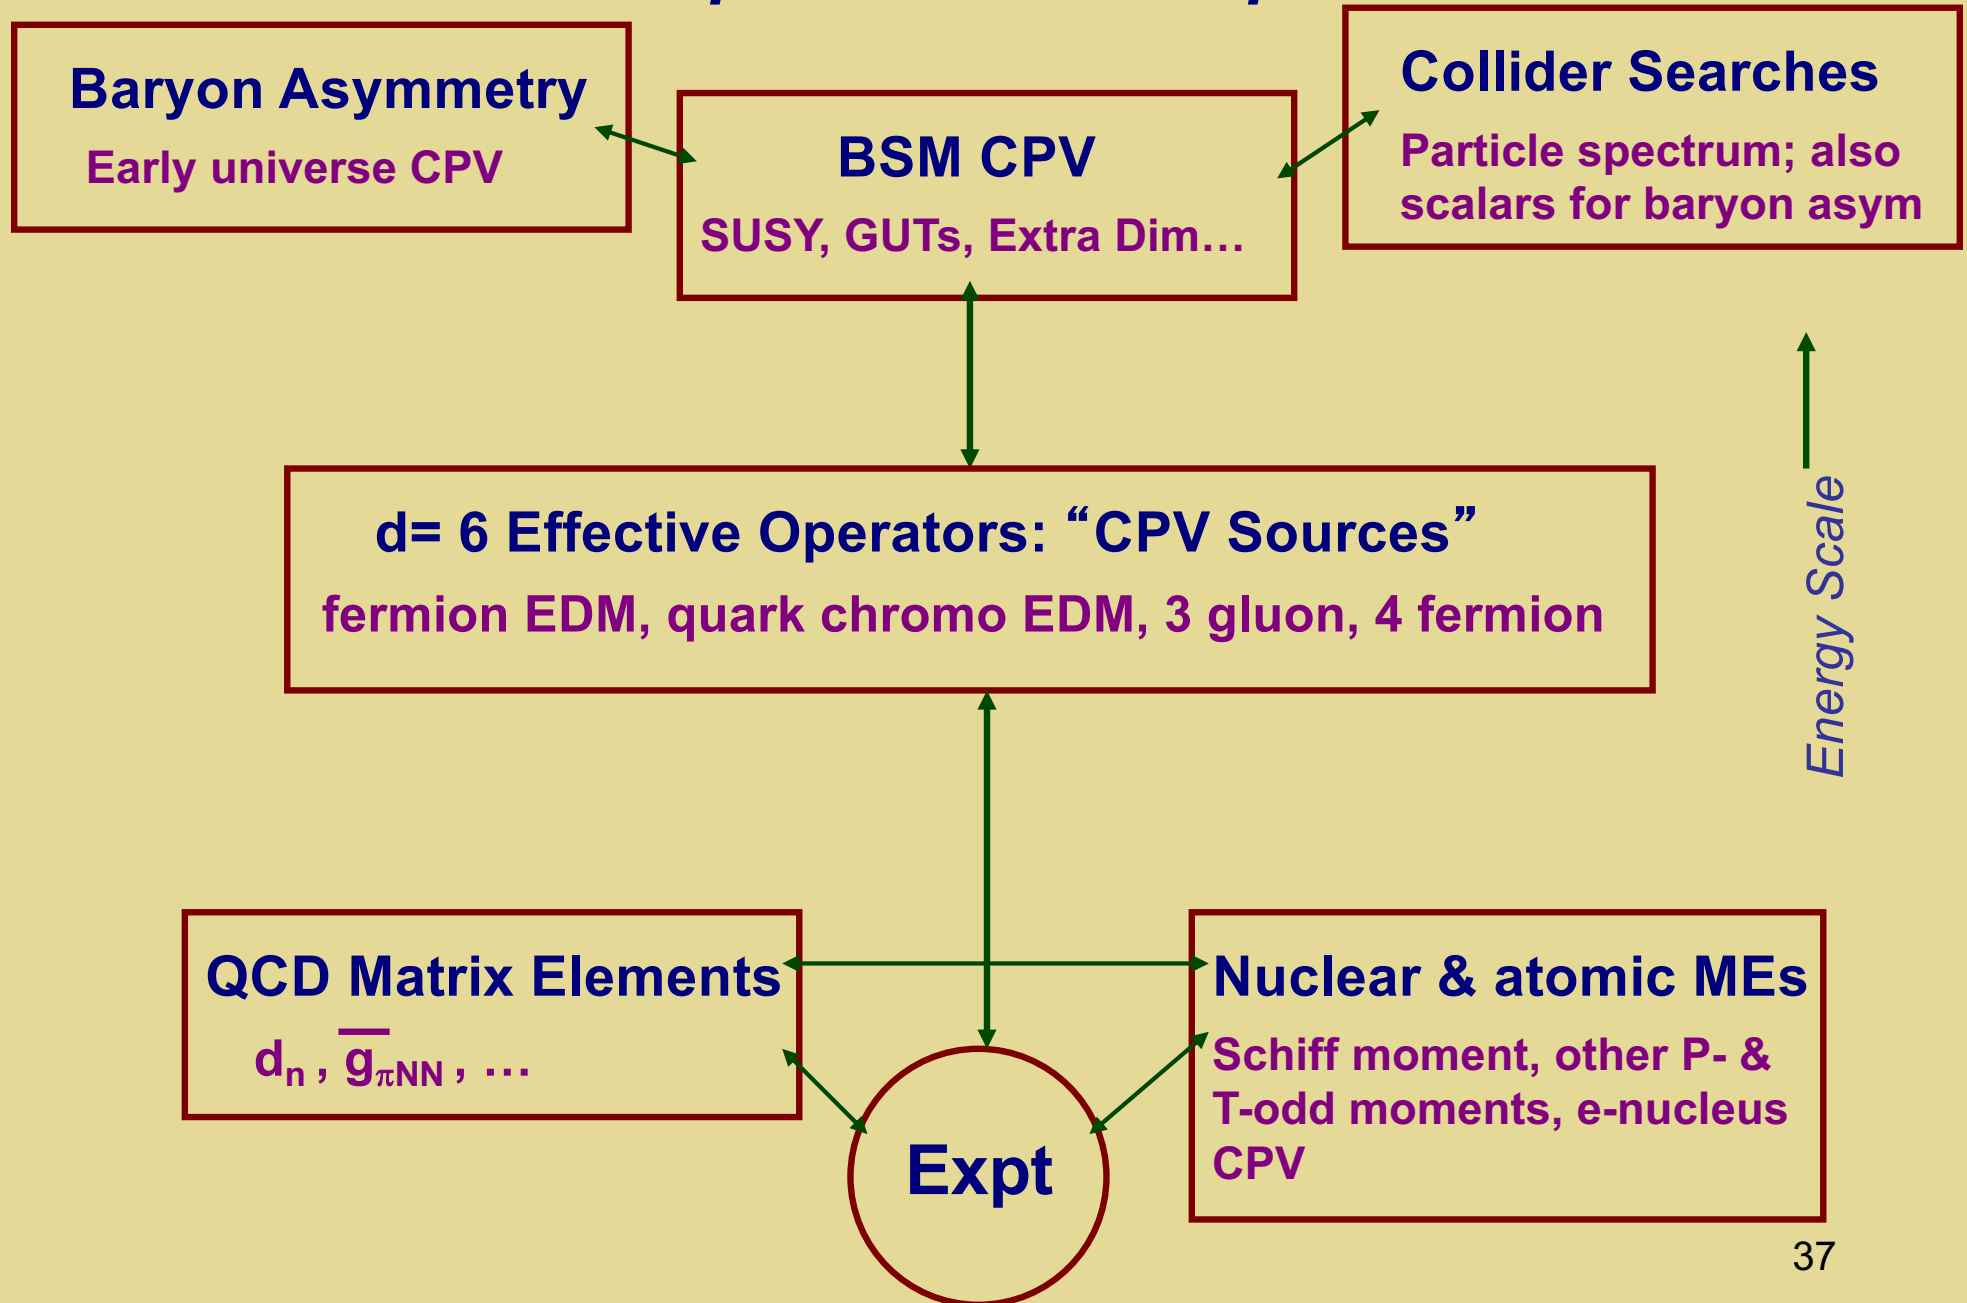 Baryon Asymmetry
Early universe CPV
BSM CPV
SUSY, GUTs, Extra Dim…
Collider Searches
Particle spectrum; also
scalars for baryon asym
d= 6 Effective Operators: “CPV Sources”
fermion EDM, quark chromo EDM, 3 gluon, 4 fermion
Energy Scale
QCD Matrix Elements
dₙ , g̅πNN , …
Nuclear & atomic MEs
Schiff moment, other P- &
T-odd moments, e-nucleus
CPV
Expt
37